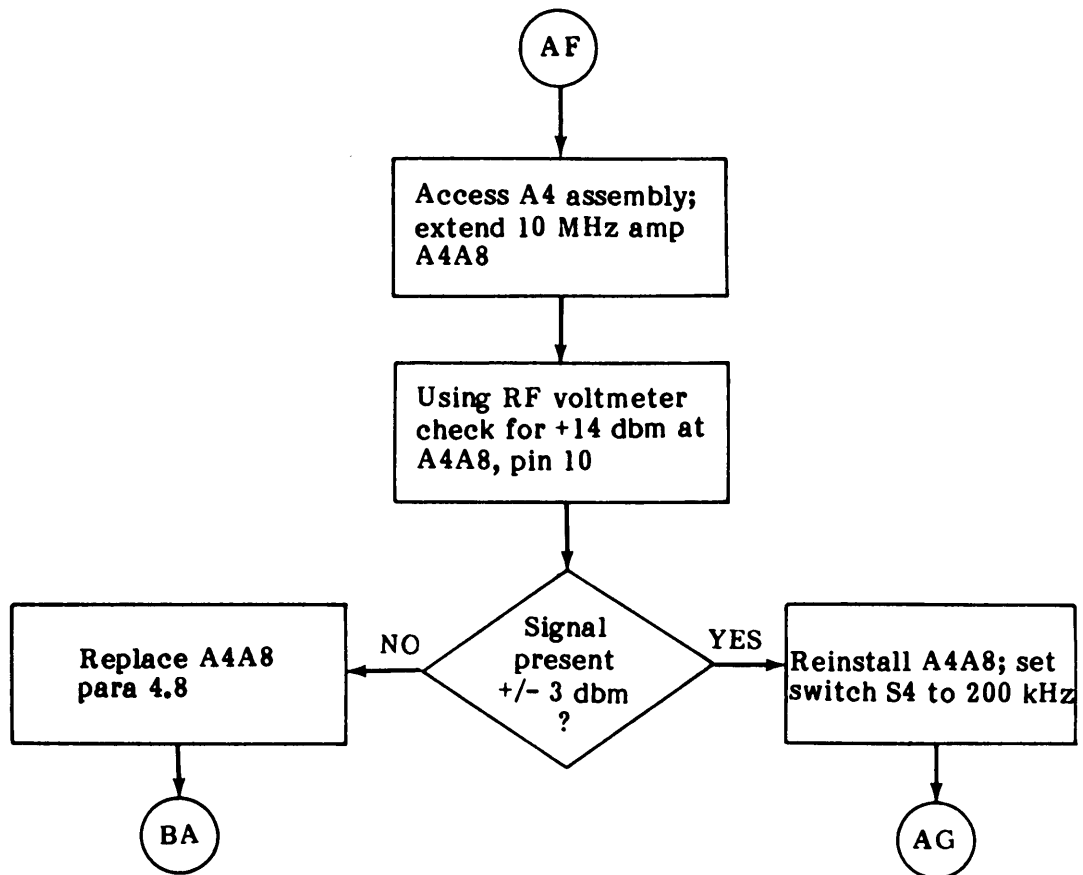 AF
Access A4 assembly;
extend 10 MHz amp
A4A8
Using RF voltmeter
check for +14 dbm at
A4A8, pin 10
Signal
present
+/- 3 dbm
?
NO
YES
Replace A4A8
para 4.8
Reinstall A4A8; set
switch S4 to 200 kHz
BA
AG